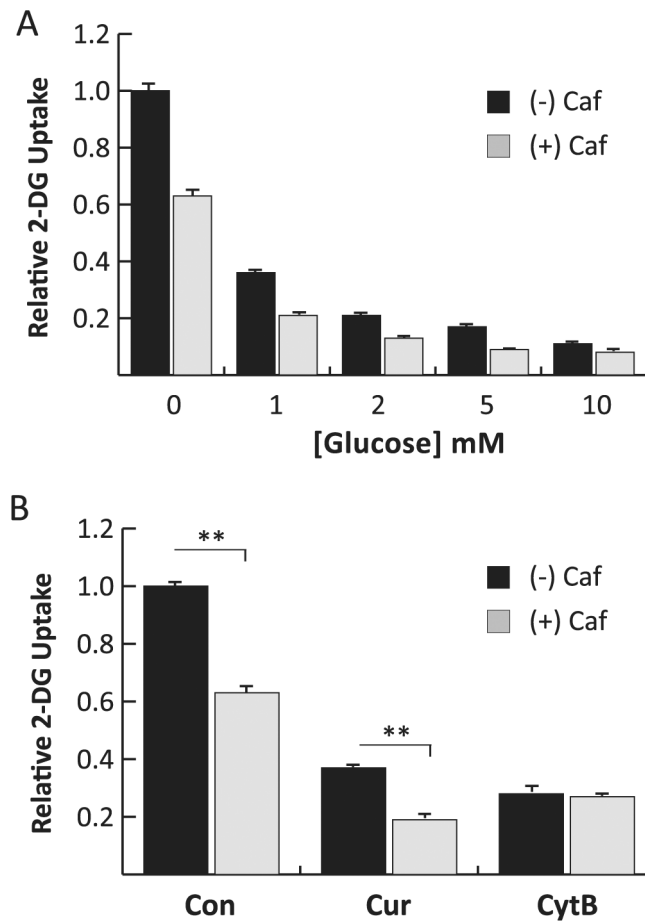 A
Relative 2-DG Uptake
1.2
1.0
0.8
0.6
0.4
0.2
(-) Caf
(+) Caf
0 1 2 5 10
[Glucose] mM
B
Relative 2-DG Uptake
1.2
1.0
0.8
0.6
0.4
0.2
**
**
(-) Caf
(+) Caf
Con Cur CytB